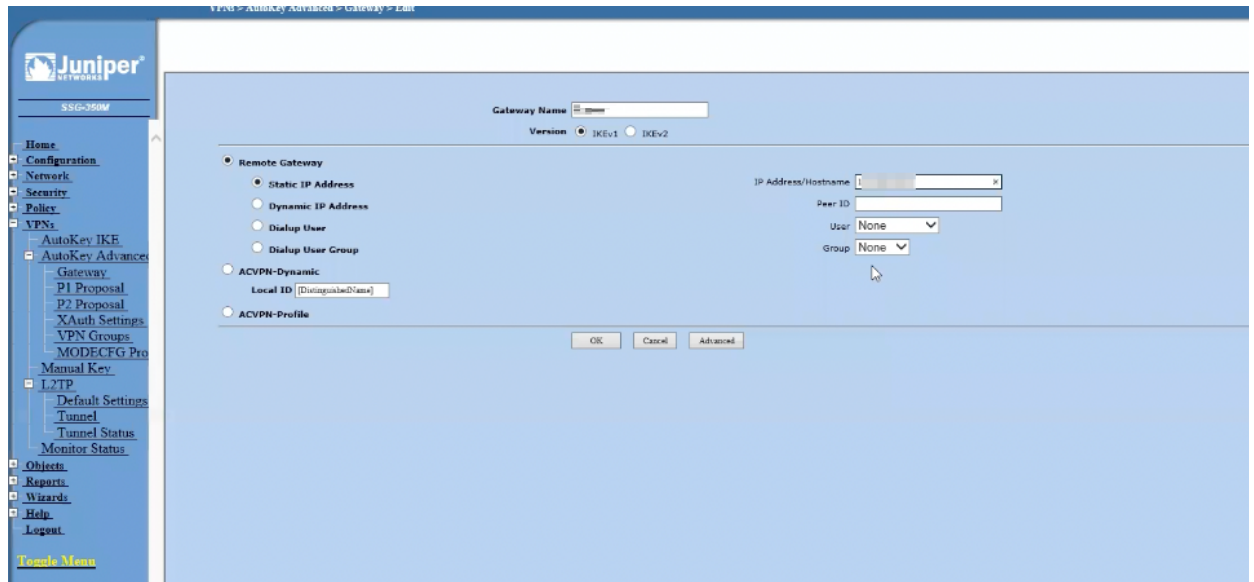 VPNs > AutoKey Advanced > Gateway > Edit
Juniper®
NETWORKS
SSG-350M
Home
Configuration
Network
Security
Policy
VPNs
AutoKey IKE
AutoKey Advanced
Gateway
P1 Proposal
P2 Proposal
XAuth Settings
VPN Groups
MODECFG Pro
Manual Key
L2TP
Default Settings
Tunnel
Tunnel Status
Monitor Status
Objects
Reports
Wizards
Help
Logout
Toggle Menu
Gateway Name
Version IKEv1 IKEv2
Remote Gateway
Static IP Address IP Address/Hostname
Dynamic IP Address Peer ID
Dialup User User None
Dialup User Group Group None
ACVPN-Dynamic
Local ID [DistinguishedName]
ACVPN-Profile
OK Cancel Advanced